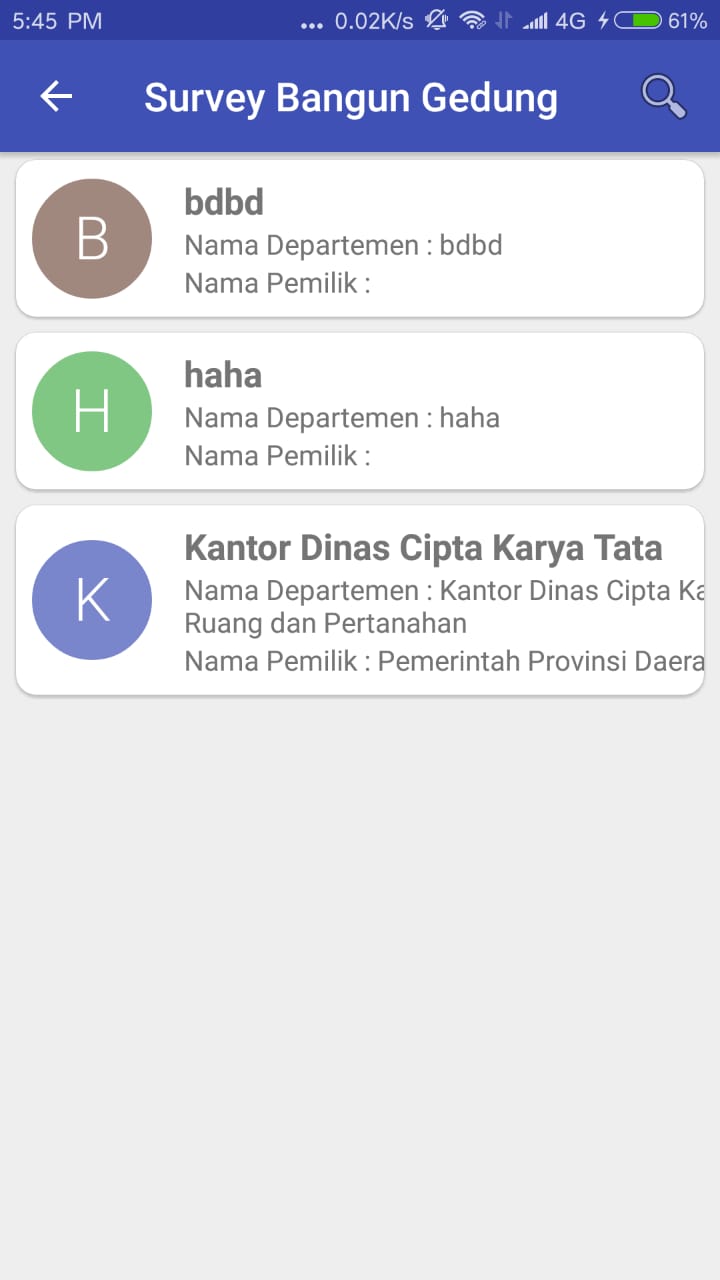 5:45 PM ... 0.02K/s 4G 61%
Survey Bangun Gedung
B
bdbd
Nama Departemen : bdbd
Nama Pemilik :
H
haha
Nama Departemen : haha
Nama Pemilik :
K
Kantor Dinas Cipta Karya Tata
Nama Departemen : Kantor Dinas Cipta Ka
Ruang dan Pertanahan
Nama Pemilik : Pemerintah Provinsi Daera